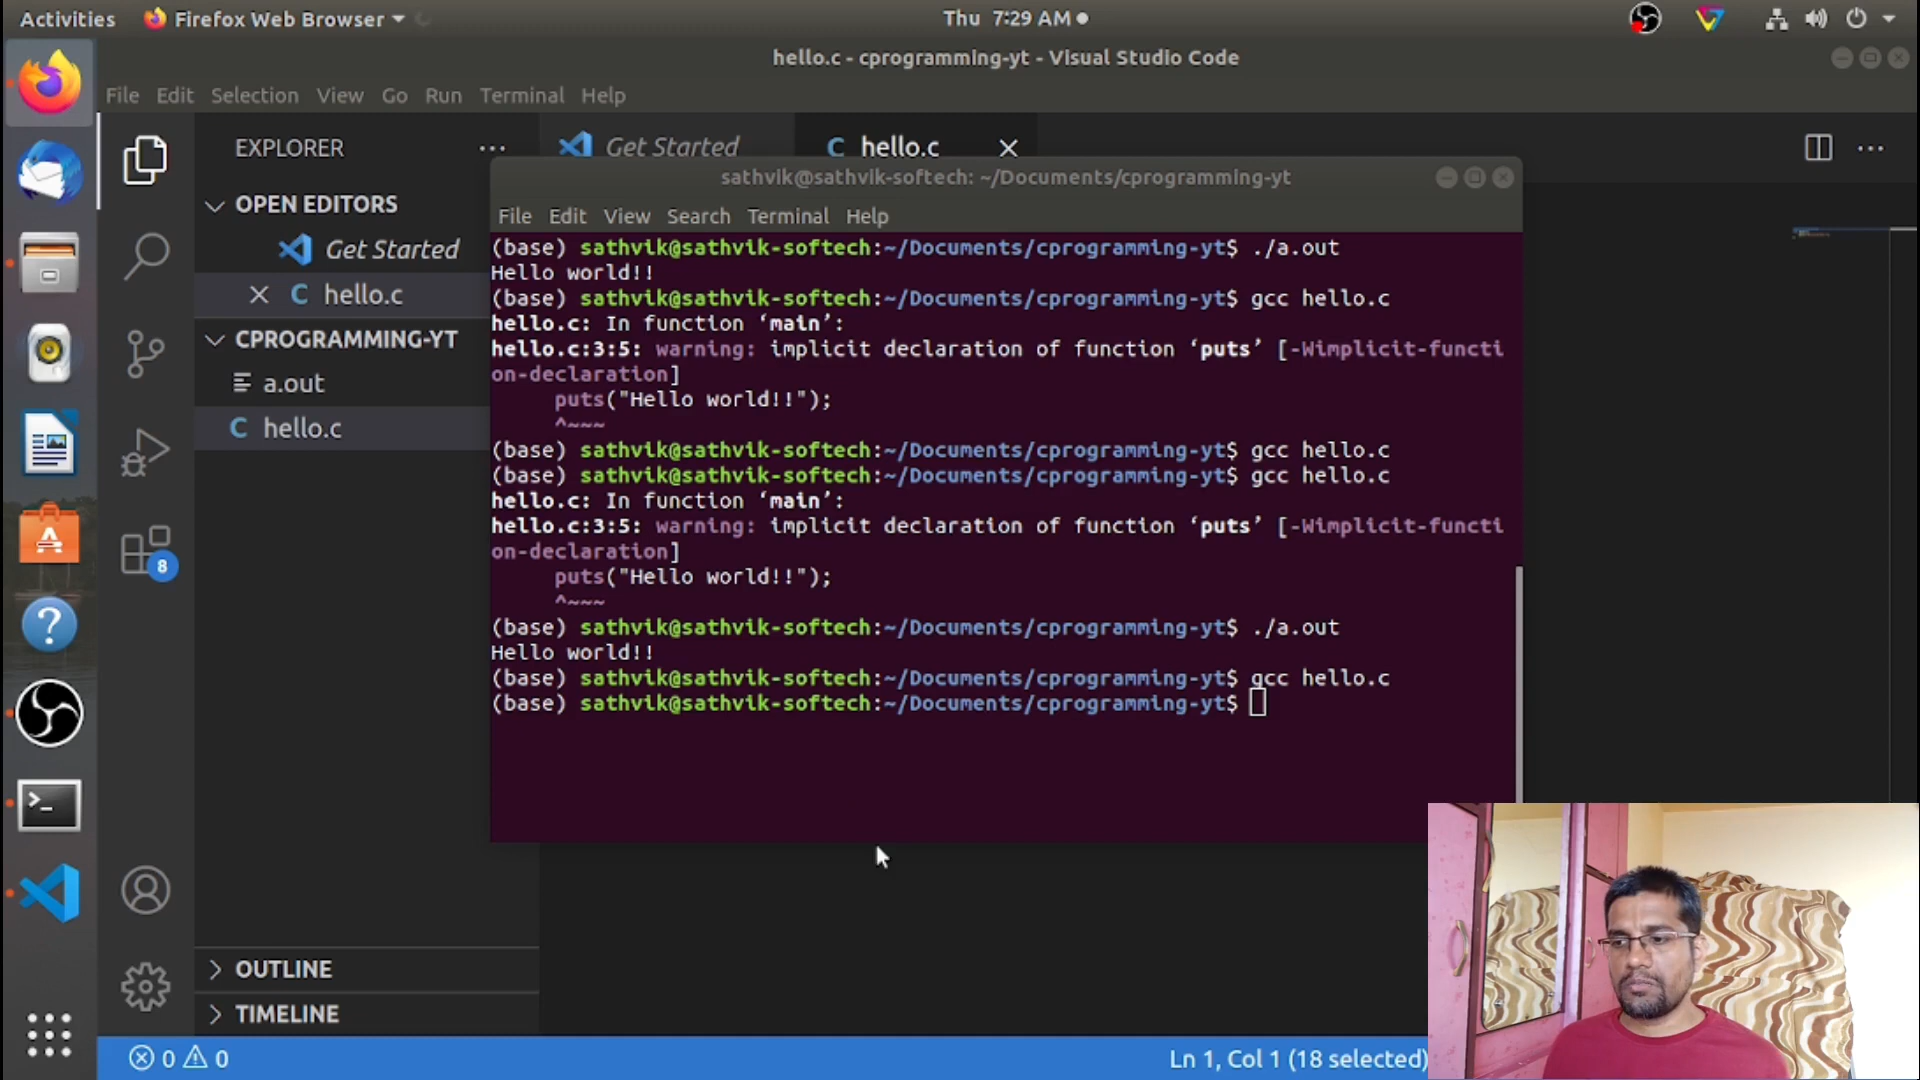 Activities
Firefox Web Browser
Thu 7:29 AM
hello.c - cprogramming-yt - Visual Studio Code
File Edit Selection View Go Run Terminal Help
EXPLORER
Get Started
hello.c
OPEN EDITORS
Get Started
C hello.c
CPROGRAMMING-YT
a.out
C hello.c
8
OUTLINE
TIMELINE
0 0
Ln 1, Col 1 (18 selected)
C hello.c
sathvik@sathvik-softech: ~/Documents/cprogramming-yt
File Edit View Search Terminal Help
(base) sathvik@sathvik-softech:~/Documents/cprogramming-yt$ ./a.out
Hello world!!
(base) sathvik@sathvik-softech:~/Documents/cprogramming-yt$ gcc hello.c
hello.c: In function ‘main’:
hello.c:3:5: warning: implicit declaration of function ‘puts’ [-Wimplicit-functi
on-declaration]
puts("Hello world!!");
^~~~
(base) sathvik@sathvik-softech:~/Documents/cprogramming-yt$ gcc hello.c
(base) sathvik@sathvik-softech:~/Documents/cprogramming-yt$ gcc hello.c
hello.c: In function ‘main’:
hello.c:3:5: warning: implicit declaration of function ‘puts’ [-Wimplicit-functi
on-declaration]
puts("Hello world!!");
^~~~
(base) sathvik@sathvik-softech:~/Documents/cprogramming-yt$ ./a.out
Hello world!!
(base) sathvik@sathvik-softech:~/Documents/cprogramming-yt$ gcc hello.c
(base) sathvik@sathvik-softech:~/Documents/cprogramming-yt$